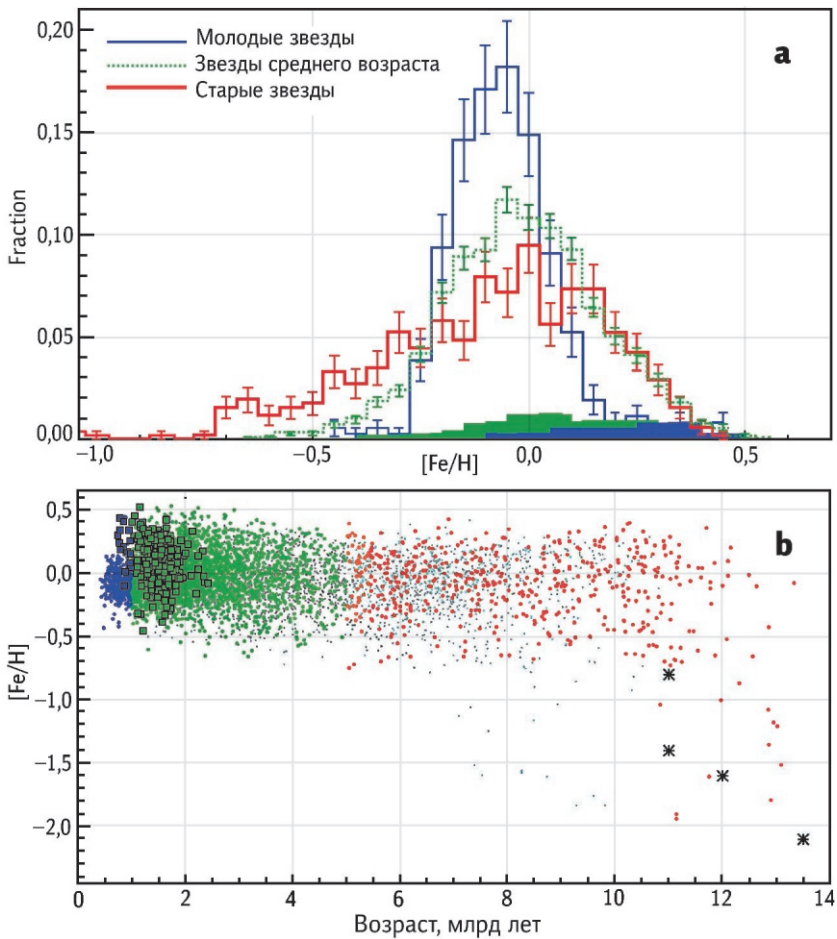 0,20
0,15
0,10
0,05
0,00
Fraction
Молодые звезды
Звезды среднего возраста
Старые звезды
a
−1,0 −0,5 0,0 0,5
[Fe/H]
0,5
0,0
−0,5
−1,0
−1,5
−2,0
[Fe/H]
b
0 2 4 6 8 10 12 14
Возраст, млрд лет